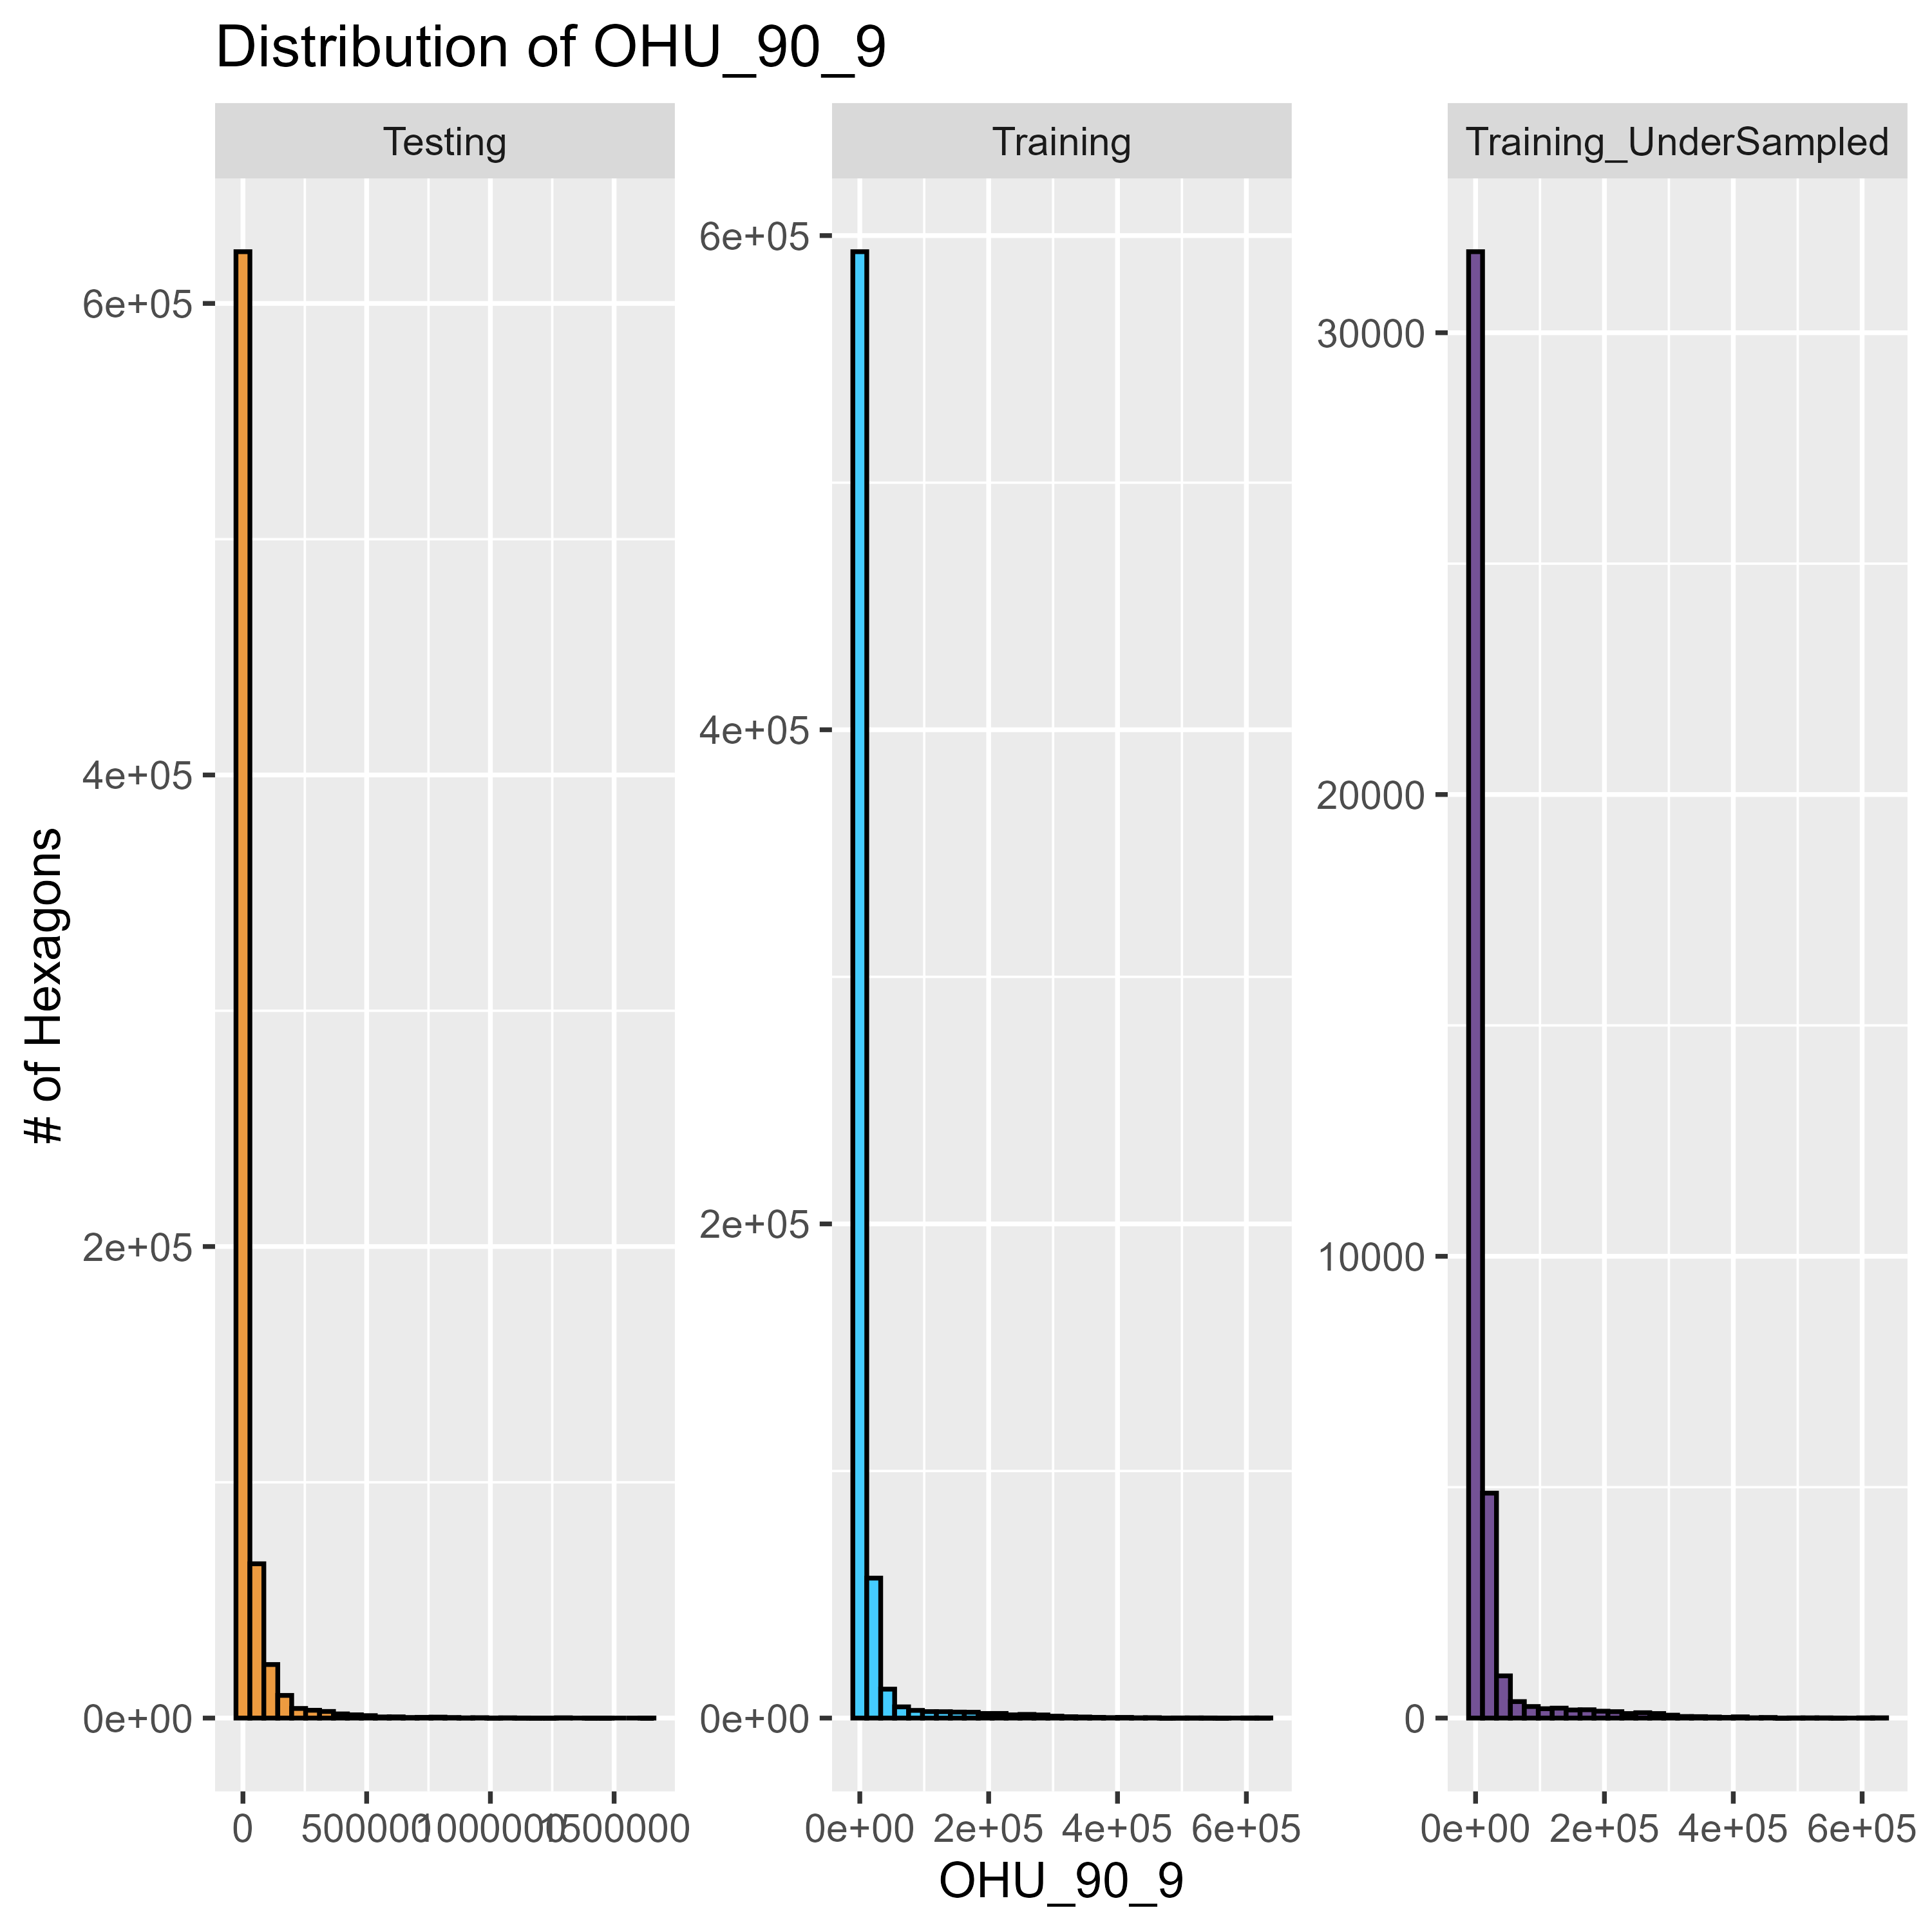 Distribution of OHU_90_9
Testing
Training
Training_UnderSampled
# of Hexagons
6e+05
4e+05
2e+05
0e+00
6e+05
4e+05
2e+05
0e+00
30000
20000
10000
0
0 500000 1000000 1500000
0e+00 2e+05 4e+05 6e+05
0e+00 2e+05 4e+05 6e+05
OHU_90_9